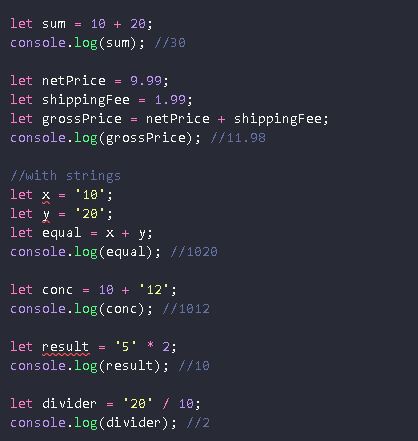 let sum = 10 + 20;
console.log(sum); //30
let netPrice = 9.99;
let shippingFee = 1.99;
let grossPrice = netPrice + shippingFee;
console.log(grossPrice); //11.98
//with strings
let x = '10';
let y = '20';
let equal = x + y;
console.log(equal); //1020
let conc = 10 + '12';
console.log(conc); //1012
let result = '5' * 2;
console.log(result); //10
let divider = '20' / 10;
console.log(divider); //2